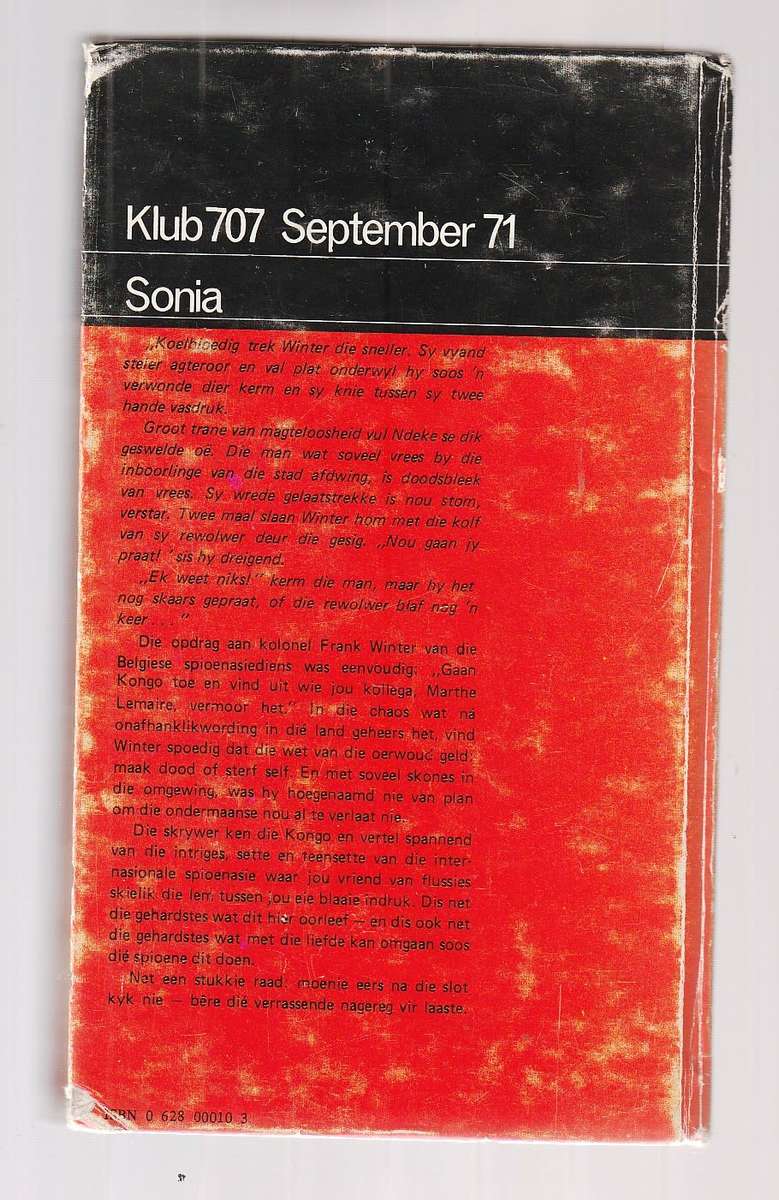 Klub 707 September 71
Sonia
„Koelbloedig trek Winter die sneller. Sy vyand
steier agteroor en val plat onderwyl hy soos 'n
verwonde dier kerm en sy knie tussen sy twee
hande vasdruk.
Groot trane van magteloosheid vul Ndeke se dik
geswelde oë. Die man wat soveel vrees by die
inboorlinge van die stad afdwing, is doodsbleek
van vrees. Sy wrede gelaatstrekke is nou stom,
verstar. Twee maal slaan Winter hom met die kolf
van sy rewolwer deur die gesig. „Nou gaan jy
praat! ” sis hy dreigend.
„Ek weet niks!” kerm die man, maar hy het
nog skaars gepraat, of die rewolwer blaf nog 'n
keer . . . ”
Die opdrag aan kolonel Frank Winter van die
Belgiese spioenasiediens was eenvoudig: „Gaan
Kongo toe en vind uit wie jou kollega, Marthe
Lemaire, vermoor het.” In die chaos wat ná
onafhanklikwording in dié land geheers het, vind
Winter spoedig dat die wet van die oerwoud geld:
maak dood of sterf self. En met soveel skones in
die omgewing, was hy hoegenaamd nie van plan
om die ondermaanse nou al te verlaat nie.
Die skrywer ken die Kongo en vertel spannend
van die intriges, sette en teensette van die inter-
nasionale spioenasie waar jou vriend van flussies
skielik die lem tussen jou eie blaaie indruk. Dis net
die gehardstes wat dit hier oorleef — en dis ook net
die gehardstes wat met die liefde kan omgaan soos
dié spioene dit doen.
Net een stukkie raad: moenie eers na die slot
kyk nie — bêre dié verrassende nagereg vir laaste.
ISBN 0 628 00010 3